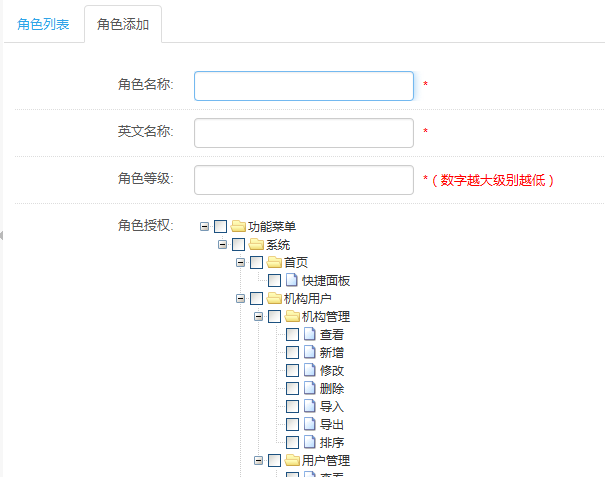 角色列表 角色添加
角色名称: *
英文名称: *
角色等级: * ( 数字越大级别越低 )
角色授权: 功能菜单
系统
首页
快捷面板
机构用户
机构管理
查看
新增
修改
删除
导入
导出
排序
用户管理